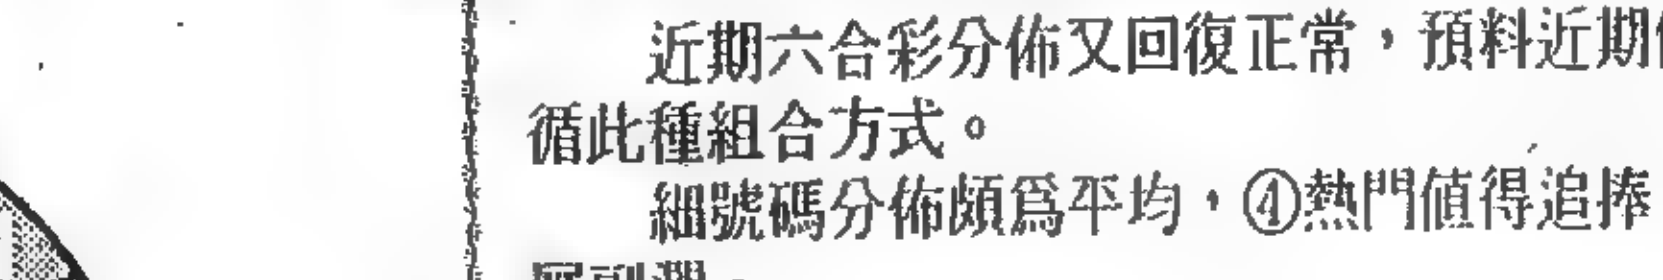 近期六合彩分佈又回復正常，預料近期
循此種組合方式。
細號碼分佈頗爲平均，④熱門值得追捧